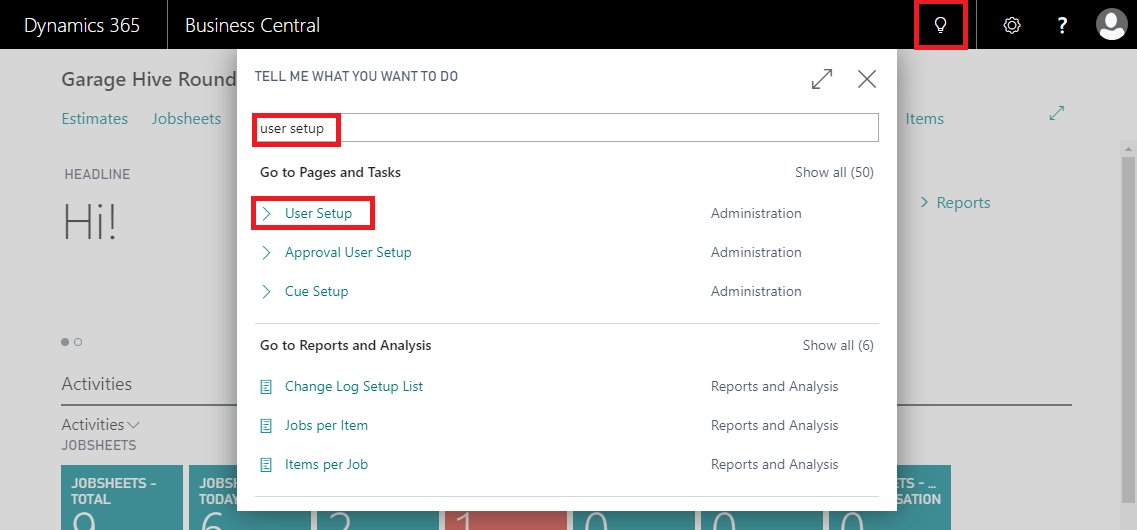 Dynamics 365 Business Central ?
Garage Hive Round
TELL ME WHAT YOU WANT TO DO
Estimates Jobsheets Items
user setup
HEADLINE
Go to Pages and Tasks Show all (50)
Hi!
Reports
User Setup Administration
Approval User Setup Administration
Cue Setup Administration
Go to Reports and Analysis Show all (6)
Activities
Change Log Setup List Reports and Analysis
Activities
Jobs per Item Reports and Analysis
JOBSHEETS
Items per Job Reports and Analysis
JOBSHEETS - JOBSH TS - ...
TOTAL TODAY SATION
9 6 2 1 0 0 0